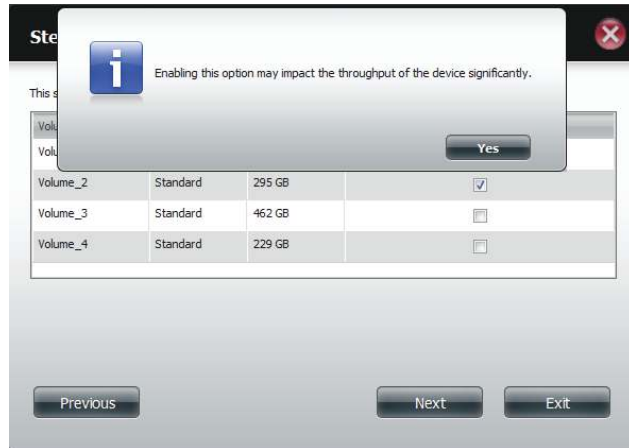 Ste
Enabling this option may impact the throughput of the device significantly.
This s
Yes
Volu
Volu
Volume_2 Standard 295 GB
Volume_3 Standard 462 GB
Volume_4 Standard 229 GB
Previous Next Exit